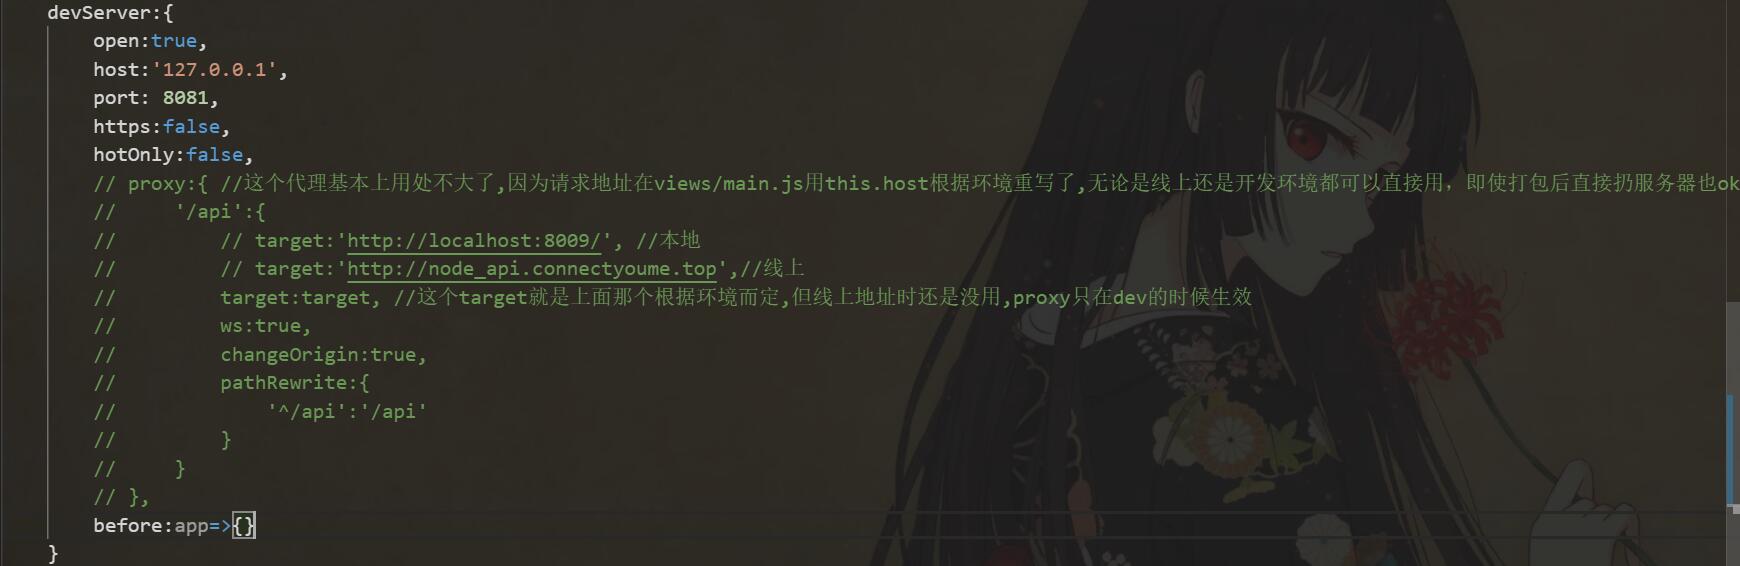 devServer:{
open:true,
host:'127.0.0.1',
port: 8081,
https:false,
hotOnly:false,
// proxy:{ //这个代理基本上用处不大了,因为请求地址在views/main.js用this.host根据环境重写了,无论是线上还是开发环境都可以直接用，即使打包后直接扔服务器也ok
// '/api':{
// // target:'http://localhost:8009/', //本地
// // target:'http://node_api.connectyoume.top',//线上
// target:target, //这个target就是上面那个根据环境而定,但线上地址时还是没用,proxy只在dev的时候生效
// ws:true,
// changeOrigin:true,
// pathRewrite:{
// '^/api':'/api'
// }
// }
// },
before:app=>{}
}